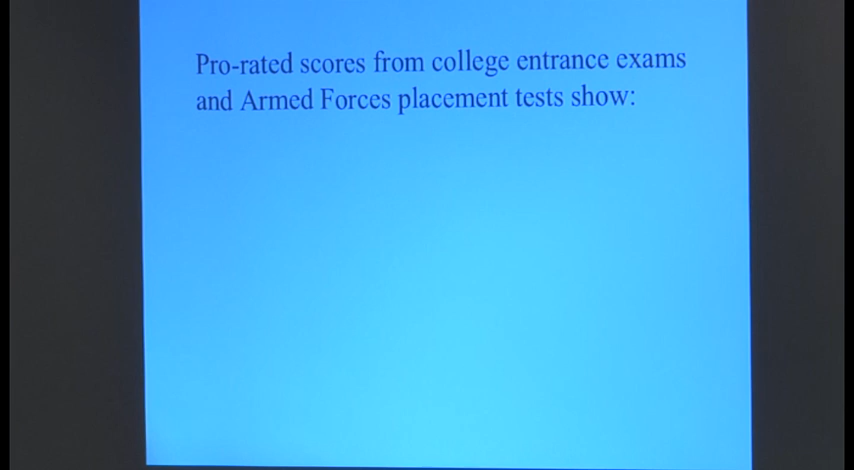 Pro-rated scores from college entrance exams
and Armed Forces placement tests show: